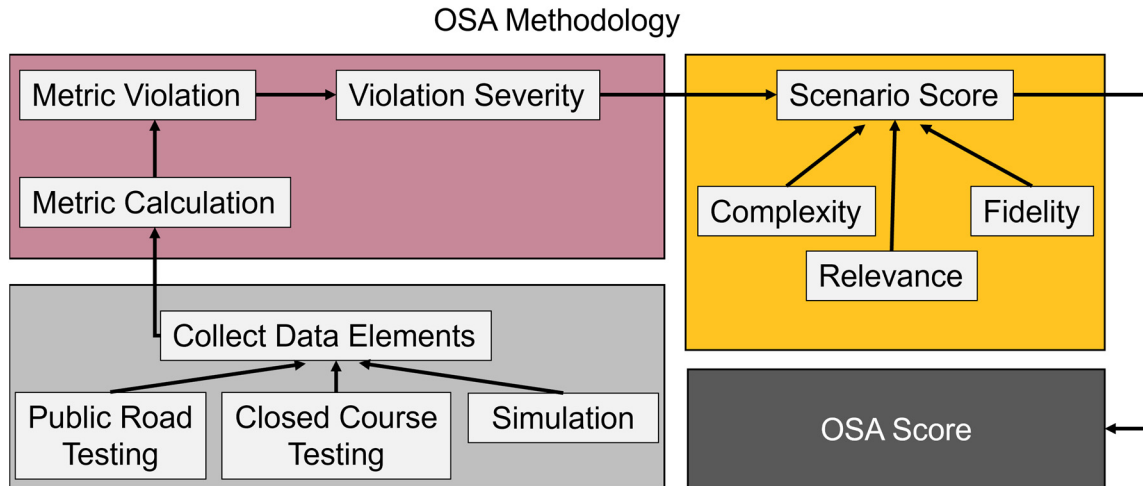 OSA Methodology
Metric Violation
Violation Severity
Scenario Score
Metric Calculation
Complexity
Fidelity
Relevance
Collect Data Elements
Public Road
Testing
Closed Course
Testing
Simulation
OSA Score